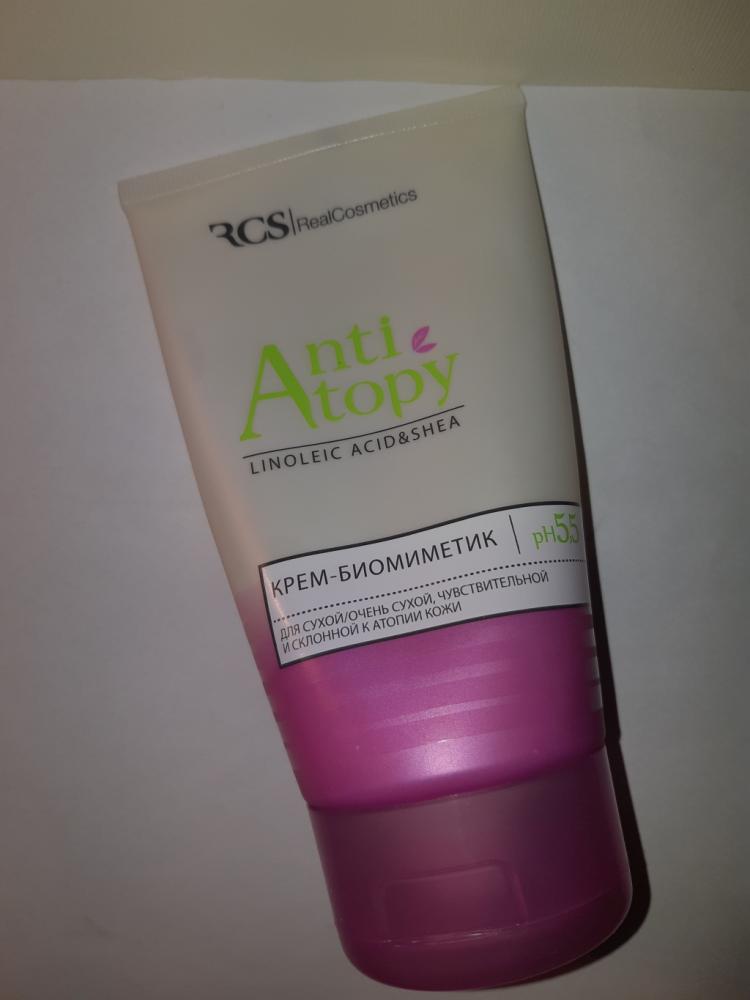 RCS|RealCosmetics
Anti
Atopy
LINOLEIC ACID&SHEA
КРЕМ-БИОМИМЕТИК | pH5,5
ДЛЯ СУХОЙ/ОЧЕНЬ СУХОЙ, ЧУВСТВИТЕЛЬНОЙ
И СКЛОННОЙ К АТОПИИ КОЖИ